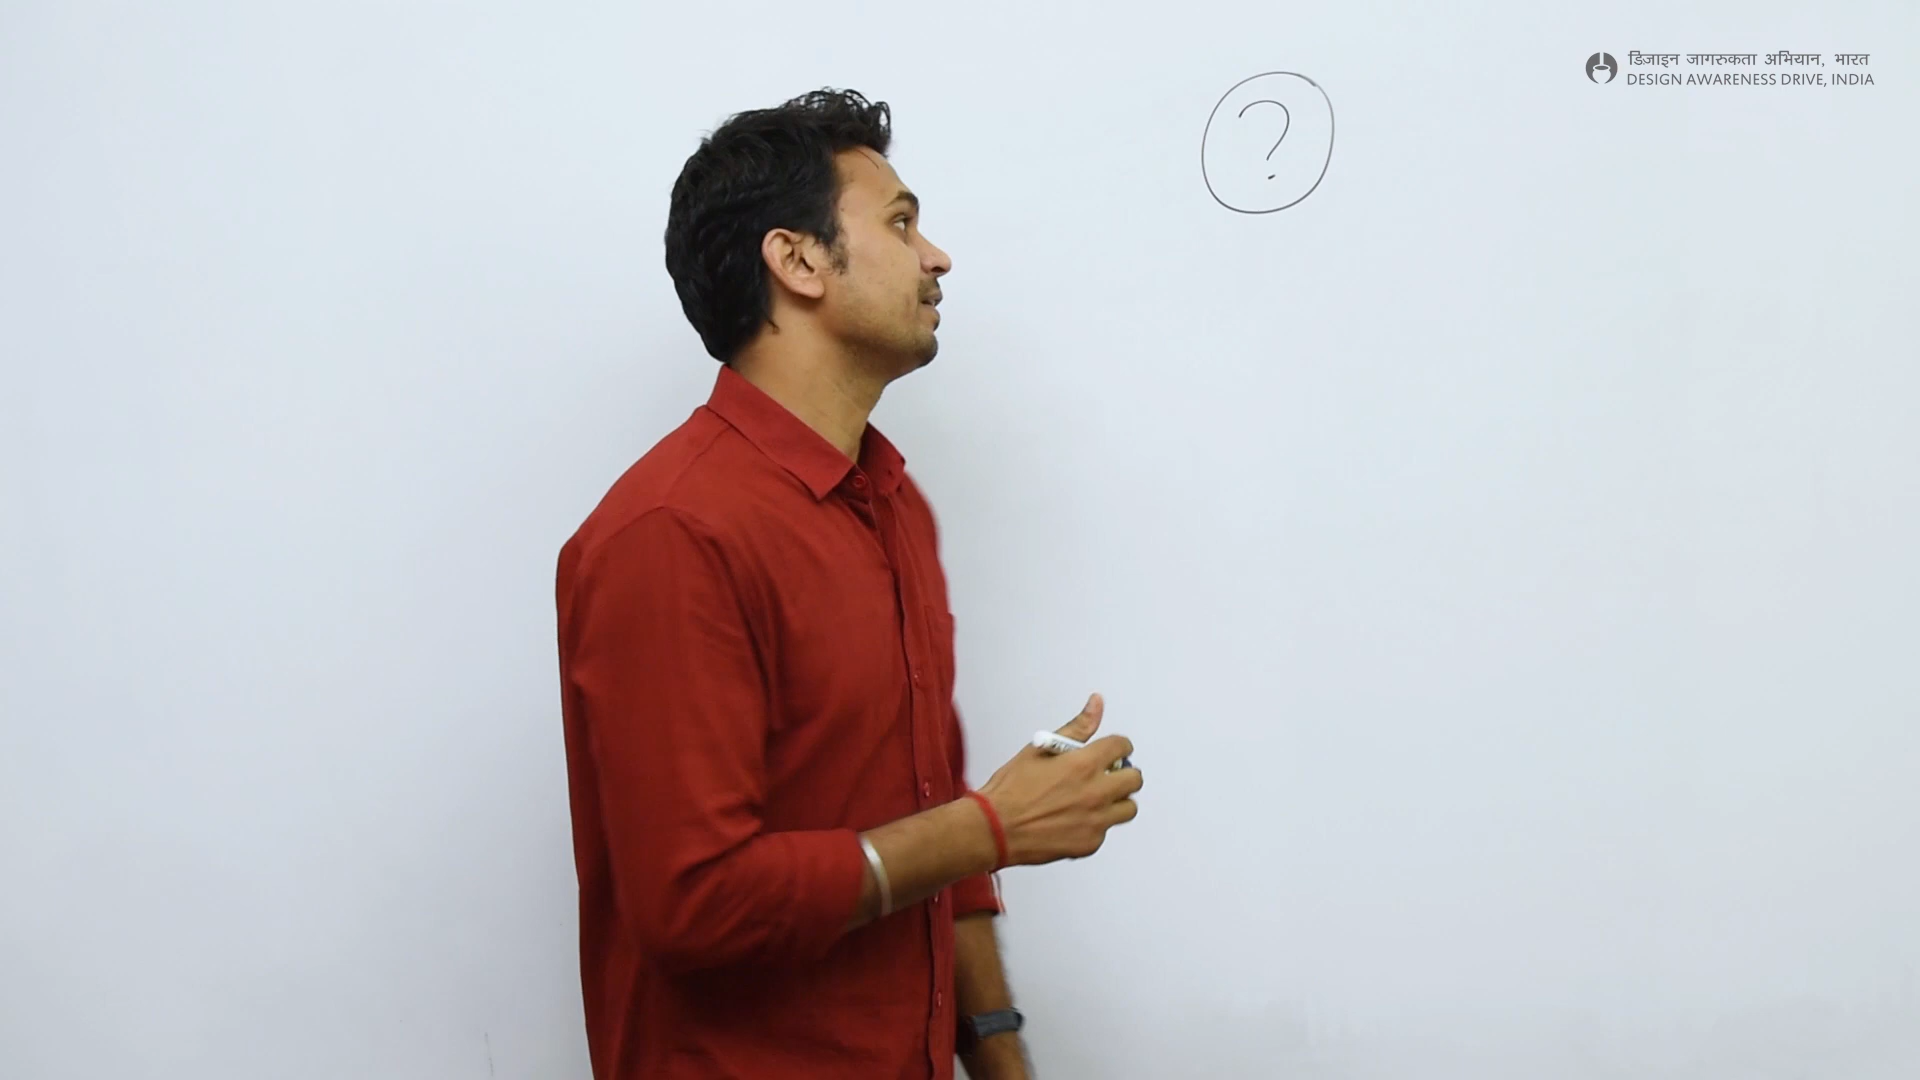 ?
डिज़ाइन जागरुकता अभियान, भारत
DESIGN AWARENESS DRIVE, INDIA